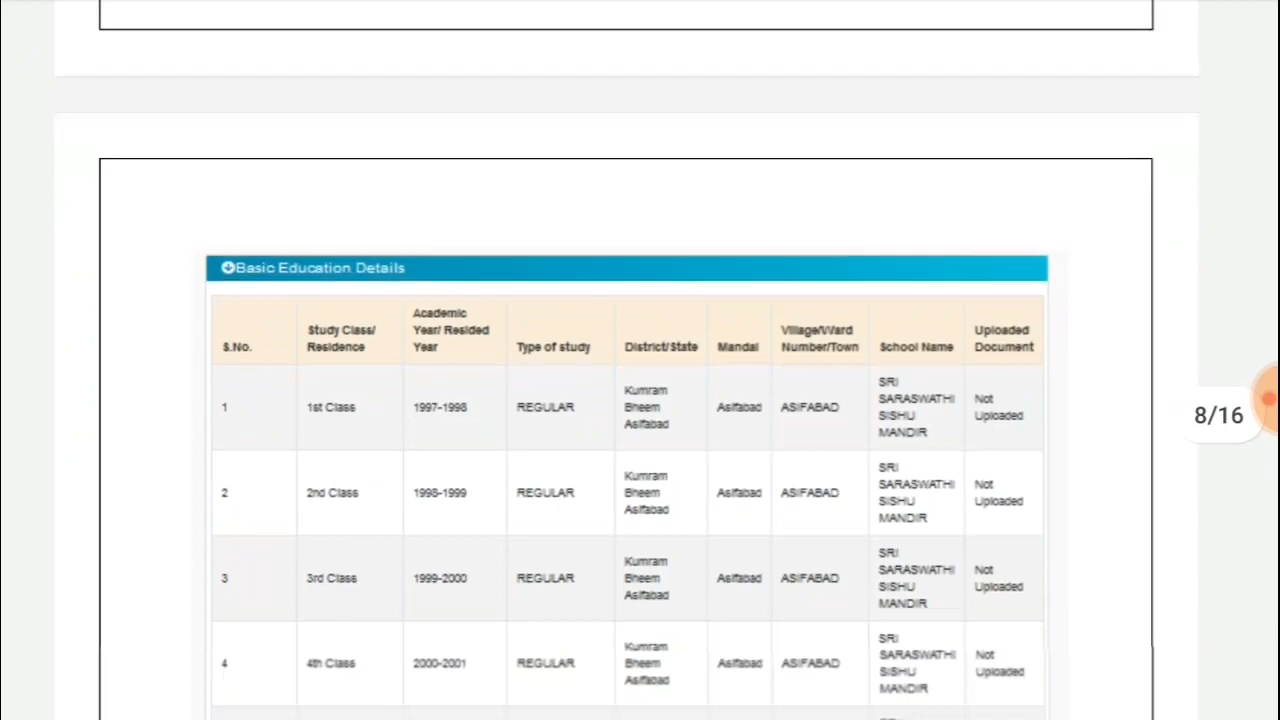 Basic Education Details
S.No. Study Class/ Residence Academic Year/ Resided Year Type of study District/State Mandal Village/Ward Number/Town School Name Uploaded Document
1 1st Class 1997-1998 REGULAR Kumram Bheem Asifabad Asifabad ASIFABAD SRI SARASWATHI SISHU MANDIR Not Uploaded
2 2nd Class 1998-1999 REGULAR Kumram Bheem Asifabad Asifabad ASIFABAD SRI SARASWATHI SISHU MANDIR Not Uploaded
3 3rd Class 1999-2000 REGULAR Kumram Bheem Asifabad Asifabad ASIFABAD SRI SARASWATHI SISHU MANDIR Not Uploaded
4 4th Class 2000-2001 REGULAR Kumram Bheem Asifabad Asifabad ASIFABAD SRI SARASWATHI SISHU MANDIR Not Uploaded
8/16